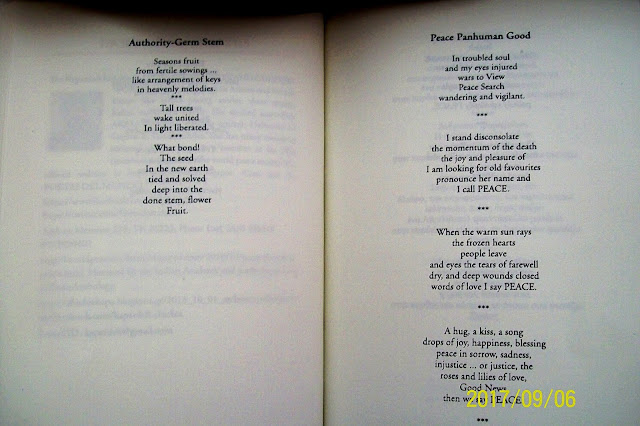 Authority-Germ Stem
Seasons fruit
from fertile sowings ...
like arrangement of keys
in heavenly melodies.
***
Tall trees
wake united
In light liberated.
***
What bond!
The seed
In the new earth
tied and solved
deep into the
done stem, flower
Fruit.
Peace Panhuman Good
In troubled soul
and my eyes injured
wars to View
Peace Search
wandering and vigilant.
***
I stand disconsolate
the momentum of the death
the joy and pleasure of
I am looking for old favourites
pronounce her name and
I call PEACE.
***
When the warm sun rays
the frozen hearts
people leave
and eyes the tears of farewell
dry, and deep wounds closed
words of love I say PEACE.
***
A hug, a kiss, a song
drops of joy, happiness, blessing
peace in sorrow, sadness,
injustice ... or justice, the
roses and lilies of love,
Good News
then we say PEACE
***
2017/09/06